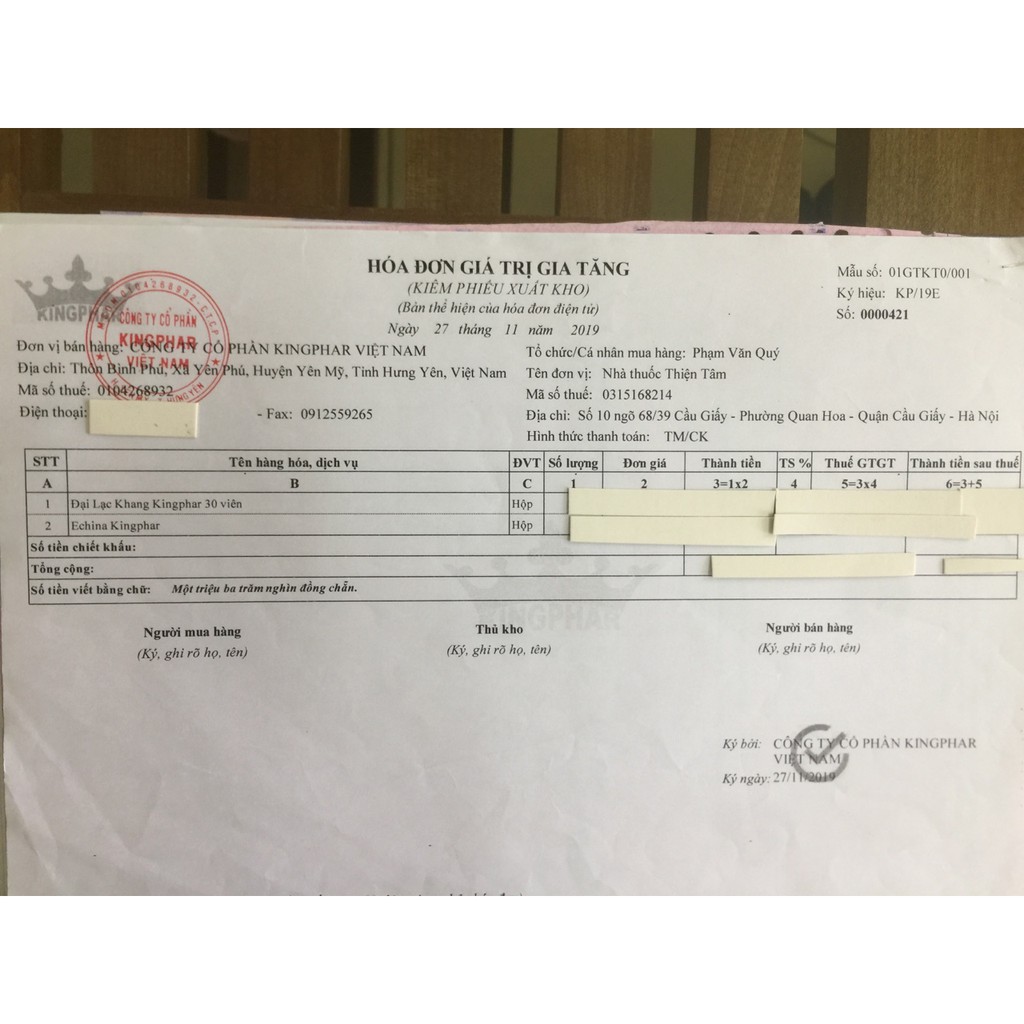 HÓA ĐƠN GIÁ TRỊ GIA TĂNG
(KIÊM PHIẾU XUẤT KHO)
(Bản thể hiện của hóa đơn điện tử)
Ngày 27 tháng 11 năm 2019
Mẫu số: 01GTKT0/001
Ký hiệu: KP/19E
Số: 0000421
KINGPHAR
CÔNG TY CỔ PHẦN
KINGPHAR
VIỆT NAM
Đơn vị bán hàng: CÔNG TY CỔ PHẦN KINGPHAR VIỆT NAM
Địa chỉ: Thôn Bình Phú, Xã Yên Phú, Huyện Yên Mỹ, Tỉnh Hưng Yên, Việt Nam
Mã số thuế: 0104268932
Điện thoại: - Fax: 0912559265
Tổ chức/Cá nhân mua hàng: Phạm Văn Quý
Tên đơn vị: Nhà thuốc Thiện Tâm
Mã số thuế: 0315168214
Địa chỉ: Số 10 ngõ 68/39 Cầu Giấy - Phường Quan Hoa - Quận Cầu Giấy - Hà Nội
Hình thức thanh toán: TM/CK
STT Tên hàng hóa, dịch vụ ĐVT Số lượng Đơn giá Thành tiền TS % Thuế GTGT Thành tiền sau thuế
A B C 1 2 3=1x2 4 5=3x4 6=3+5
1 Đại Lạc Khang Kingphar 30 viên Hộp
2 Echina Kingphar Hộp
Số tiền chiết khấu:
Tổng cộng:
Số tiền viết bằng chữ: Một triệu ba trăm nghìn đồng chẵn.
KINGPHAR
Người mua hàng Thủ kho Người bán hàng
(Ký, ghi rõ họ, tên) (Ký, ghi rõ họ, tên) (Ký, ghi rõ họ, tên)
Ký bởi: CÔNG TY CỔ PHẦN KINGPHAR
VIỆT NAM
Ký ngày: 27/11/2019